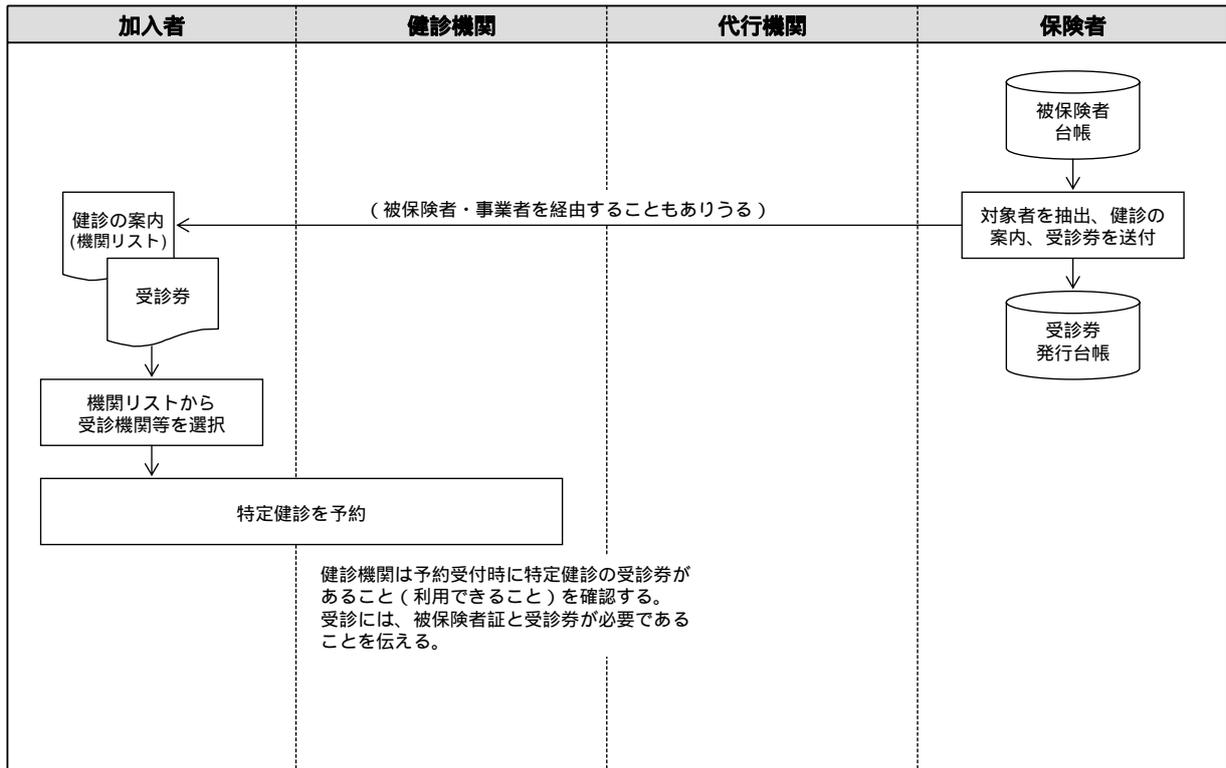 加入者
健診機関
代行機関
保険者
被保険者
台帳
(被保険者・事業者を経由することもありうる)
対象者を抽出、健診の
案内、受診券を送付
健診の案内
(機関リスト)
受診券
受診券
発行台帳
機関リストから
受診機関等を選択
特定健診を予約
健診機関は予約受付時に特定健診の受診券が
あること(利用できること)を確認する。
受診には、被保険者証と受診券が必要である
ことを伝える。